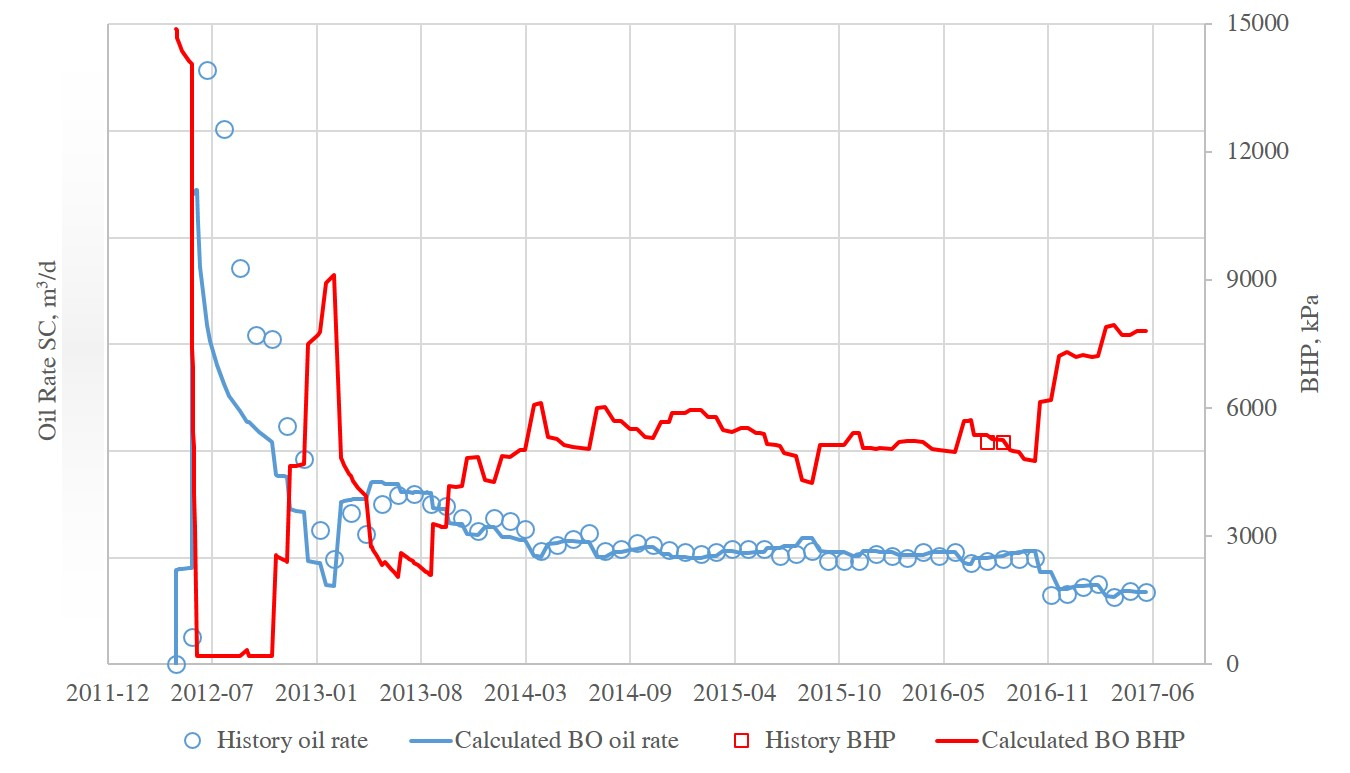 15000
12000
9000
6000
3000
0
Oil Rate SC, m³/d
BHP, kPa
2011-12 2012-07 2013-01 2013-08 2014-03 2014-09 2015-04 2015-10 2016-05 2016-11 2017-06
History oil rate Calculated BO oil rate History BHP Calculated BO BHP